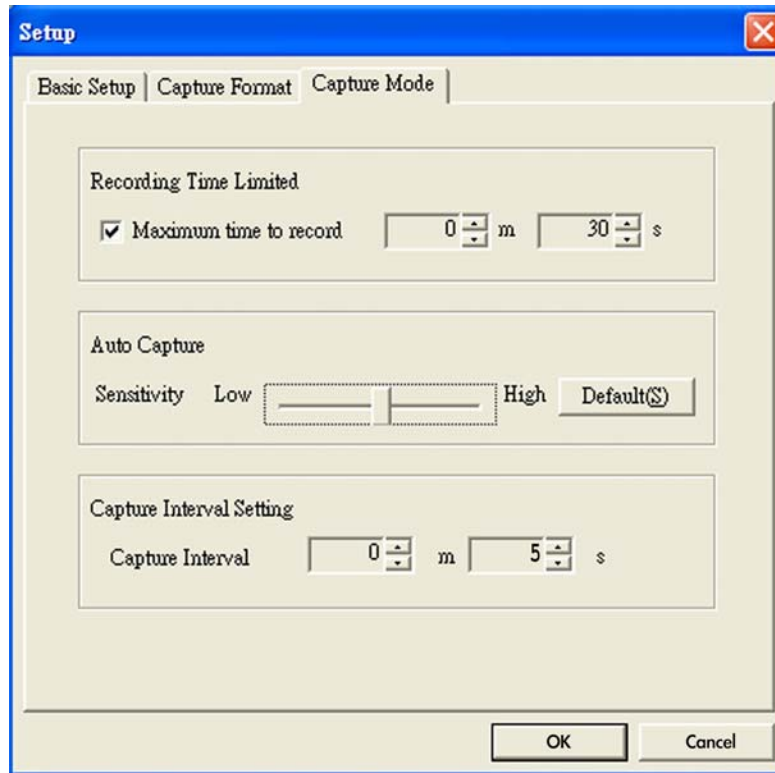 Setup
Basic Setup Capture Format Capture Mode
Recording Time Limited
Maximum time to record 0 m 30 s
Auto Capture
Sensitivity Low High Default(S)
Capture Interval Setting
Capture Interval 0 m 5 s
OK Cancel